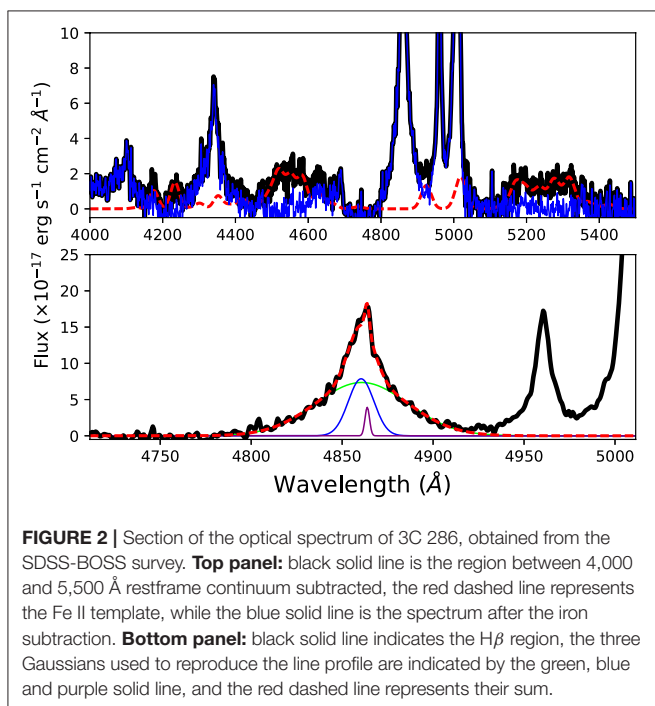 10
8
6
4
2
0
4000 4200 4400 4600 4800 5000 5200 5400
25
20
15
10
5
0
4750 4800 4850 4900 4950 5000
Flux (×10⁻¹⁷ erg s⁻¹ cm⁻² Å⁻¹)
Wavelength (Å)
FIGURE 2 | Section of the optical spectrum of 3C 286, obtained from the
SDSS-BOSS survey. Top panel: black solid line is the region between 4,000
and 5,500 Å restframe continuum subtracted, the red dashed line represents
the Fe II template, while the blue solid line is the spectrum after the iron
subtraction. Bottom panel: black solid line indicates the Hβ region, the three
Gaussians used to reproduce the line profile are indicated by the green, blue
and purple solid line, and the red dashed line represents their sum.